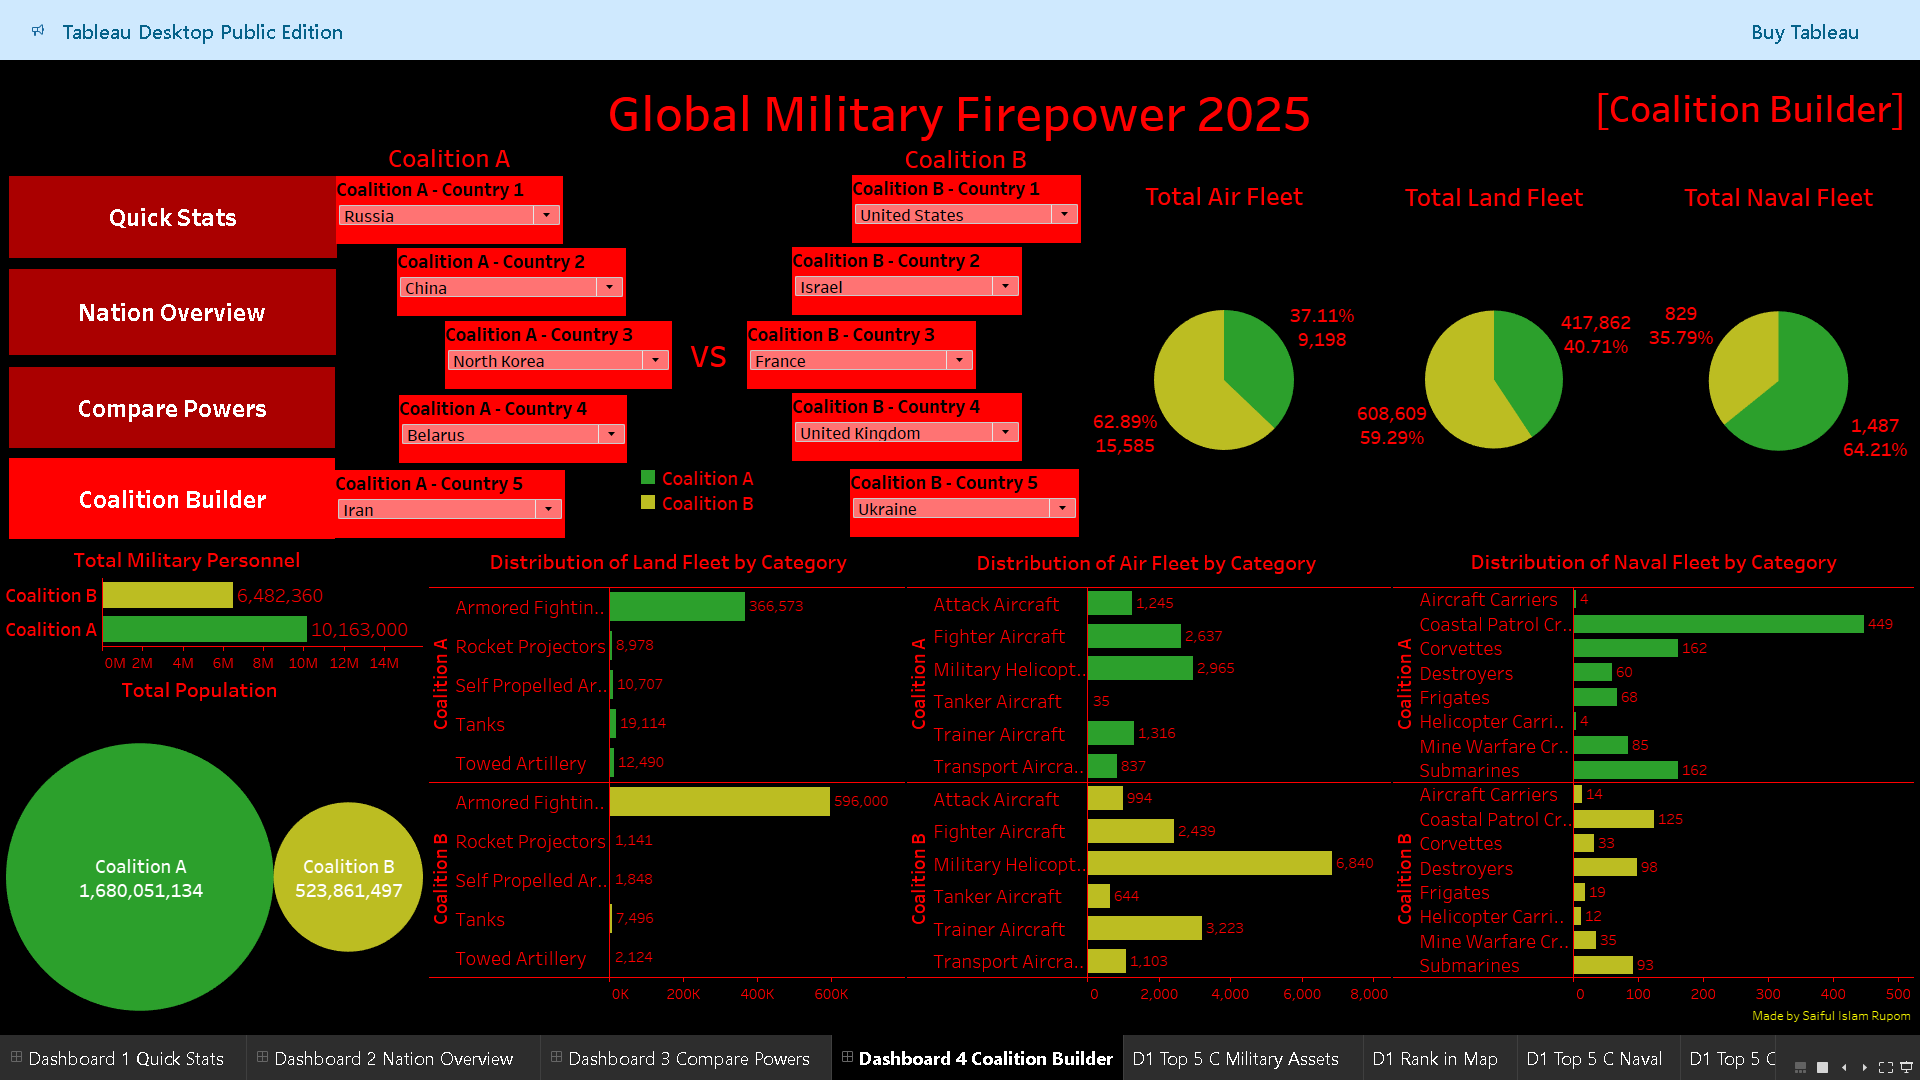 Tableau Desktop Public Edition
Buy Tableau
Global Military Firepower 2025
[Coalition Builder]
Quick Stats
Nation Overview
Compare Powers
Coalition Builder
Coalition A
Coalition A - Country 1
Russia
Coalition A - Country 2
China
Coalition A - Country 3
North Korea
Coalition A - Country 4
Belarus
Coalition A - Country 5
Iran
VS
Coalition B
Coalition B - Country 1
United States
Coalition B - Country 2
Israel
Coalition B - Country 3
France
Coalition B - Country 4
United Kingdom
Coalition B - Country 5
Ukraine
Coalition A
Coalition B
Total Air Fleet
37.11%
9,198
62.89%
15,585
Total Land Fleet
417,862
40.71%
608,609
59.29%
Total Naval Fleet
829
35.79%
1,487
64.21%
Total Military Personnel
Coalition B 6,482,360
Coalition A 10,163,000
0M 2M 4M 6M 8M 10M 12M 14M
Total Population
Coalition A
1,680,051,134
Coalition B
523,861,497
Distribution of Land Fleet by Category
Coalition A
Armored Fightin.. 366,573
Rocket Projectors 8,978
Self Propelled Ar.. 10,707
Tanks 19,114
Towed Artillery 12,490
Coalition B
Armored Fightin.. 596,000
Rocket Projectors 1,141
Self Propelled Ar.. 1,848
Tanks 7,496
Towed Artillery 2,124
0K 200K 400K 600K
Distribution of Air Fleet by Category
Coalition A
Attack Aircraft 1,245
Fighter Aircraft 2,637
Military Helicopt.. 2,965
Tanker Aircraft 35
Trainer Aircraft 1,316
Transport Aircra.. 837
Coalition B
Attack Aircraft 994
Fighter Aircraft 2,439
Military Helicopt.. 6,840
Tanker Aircraft 644
Trainer Aircraft 3,223
Transport Aircra.. 1,103
0 2,000 4,000 6,000 8,000
Distribution of Naval Fleet by Category
Coalition A
Aircraft Carriers 4
Coastal Patrol Cr.. 449
Corvettes 162
Destroyers 60
Frigates 68
Helicopter Carri.. 4
Mine Warfare Cr.. 85
Submarines 162
Coalition B
Aircraft Carriers 14
Coastal Patrol Cr.. 125
Corvettes 33
Destroyers 98
Frigates 19
Helicopter Carri.. 12
Mine Warfare Cr.. 35
Submarines 93
0 100 200 300 400 500
Made by Saiful Islam Rupom
Dashboard 1 Quick Stats
Dashboard 2 Nation Overview
Dashboard 3 Compare Powers
Dashboard 4 Coalition Builder
D1 Top 5 C Military Assets
D1 Rank in Map
D1 Top 5 C Naval
D1 Top 5 C